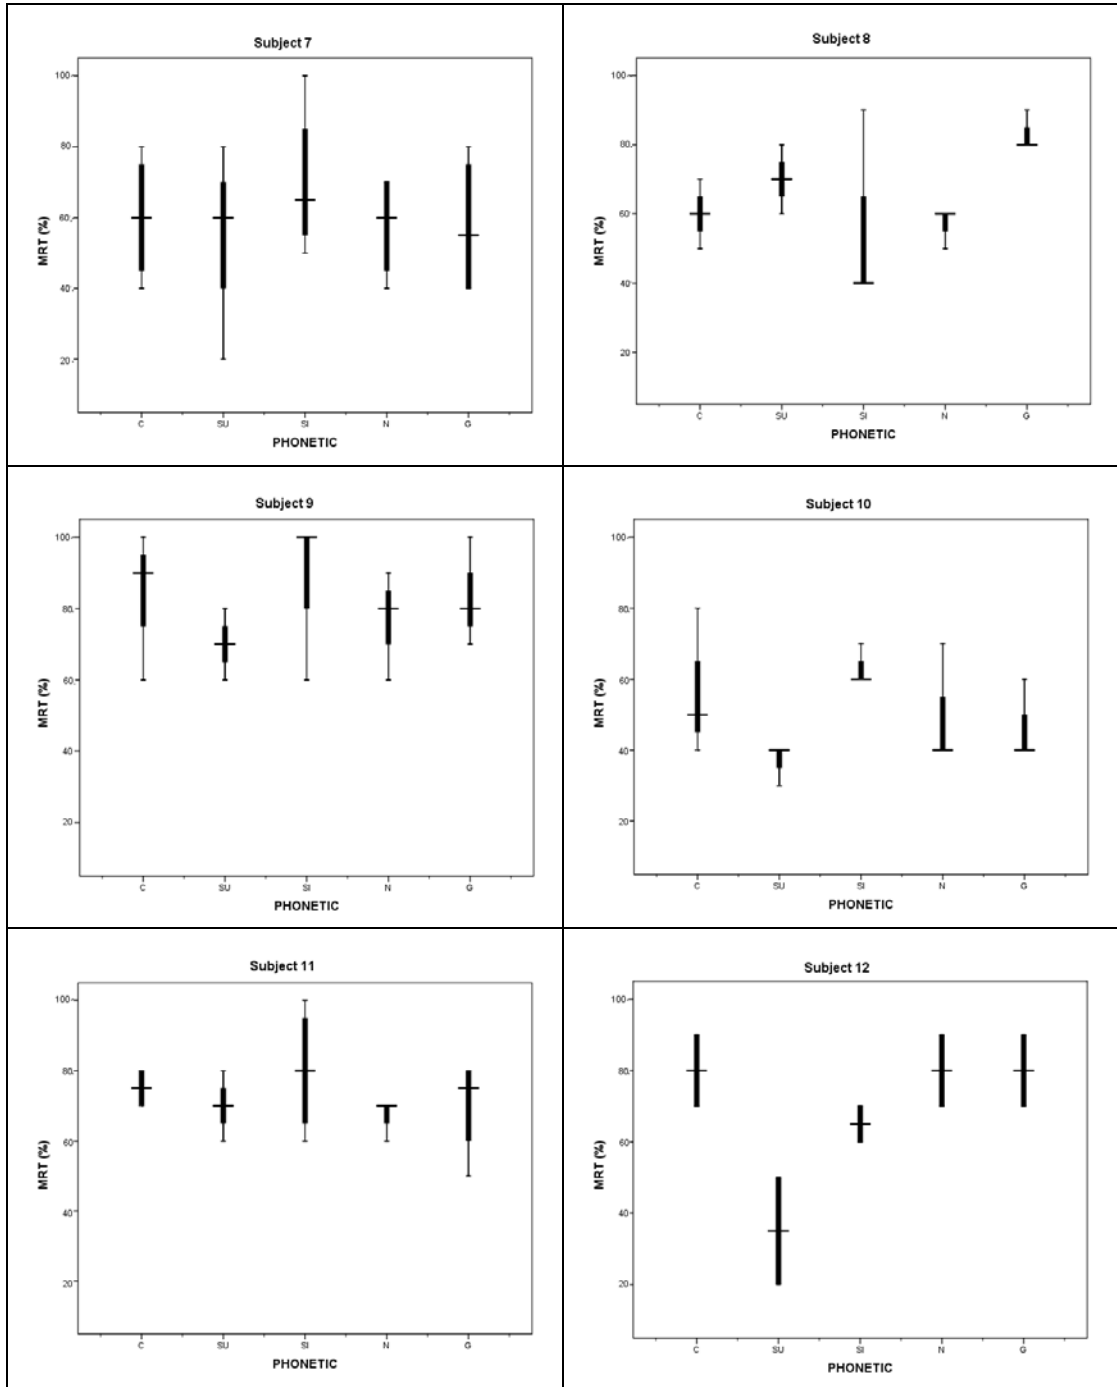 Subject 7
100
80
60
40
20
MRT (%)
C SU SI N G
PHONETIC
Subject 8
100
80
60
40
20
MRT (%)
C SU SI N G
PHONETIC
Subject 9
100
80
60
40
20
MRT (%)
C SU SI N G
PHONETIC
Subject 10
100
80
60
40
20
MRT (%)
C SU SI N G
PHONETIC
Subject 11
100
80
60
40
20
MRT (%)
C SU SI N G
PHONETIC
Subject 12
100
80
60
40
20
MRT (%)
C SU SI N G
PHONETIC